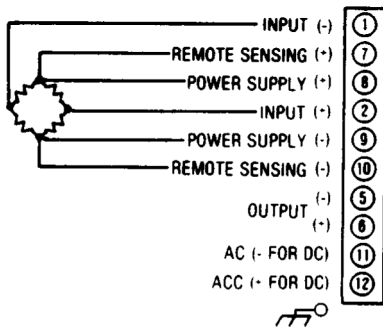 INPUT (-) 1
REMOTE SENSING (+) 7
POWER SUPPLY (+) 8
INPUT (+) 2
POWER SUPPLY (-) 9
REMOTE SENSING (-) 10
(-) 5
OUTPUT
(+) 6
AC (- FOR DC) 11
ACC (+ FOR DC) 12